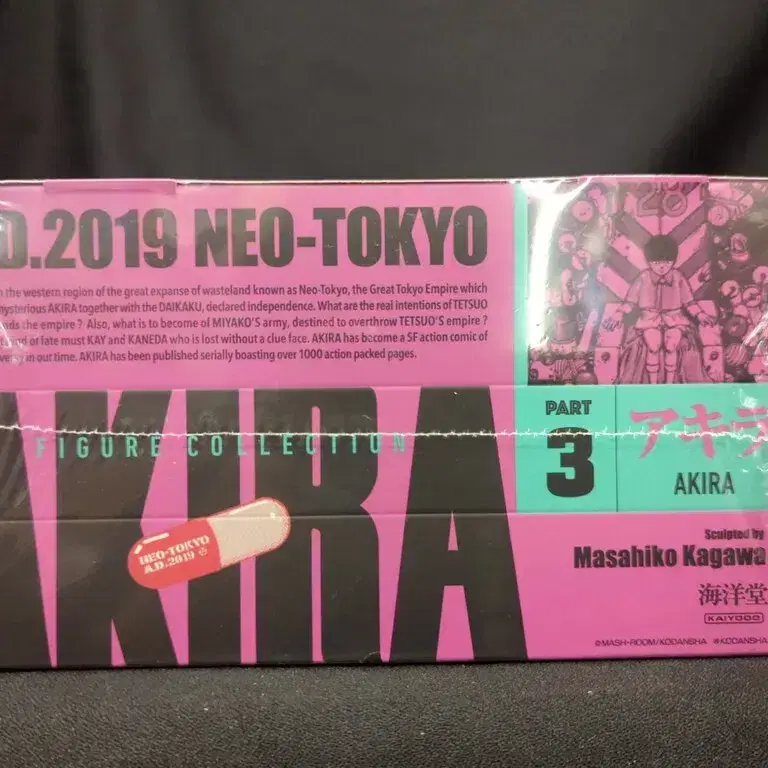 D.2019 NEO-TOKYO
n the western region of the great expanse of wasteland known as Neo-Tokyo, the Great Tokyo Empire which
mysterious AKIRA together with the DAIKAKU, declared independence. What are the real intentions of TETSUO
ards the empire ? Also, what is to become of MIYAKO'S army, destined to overthrow TETSUO'S empire ?
nd or fate must KAY and KANEDA who is lost without a clue face. AKIRA has become a SF action comic of
versy in our time. AKIRA has been published serially boasting over 1000 action packed pages.
AKIRA
FIGURE COLLECTION
NEO-TOKYO
A.D.2019
PART
3
アキラ
AKIRA
Sculpted by
Masahiko Kagawa
海洋堂
KAIYODO
©MASH・ROOM/KODANSHA ©KODANSHA